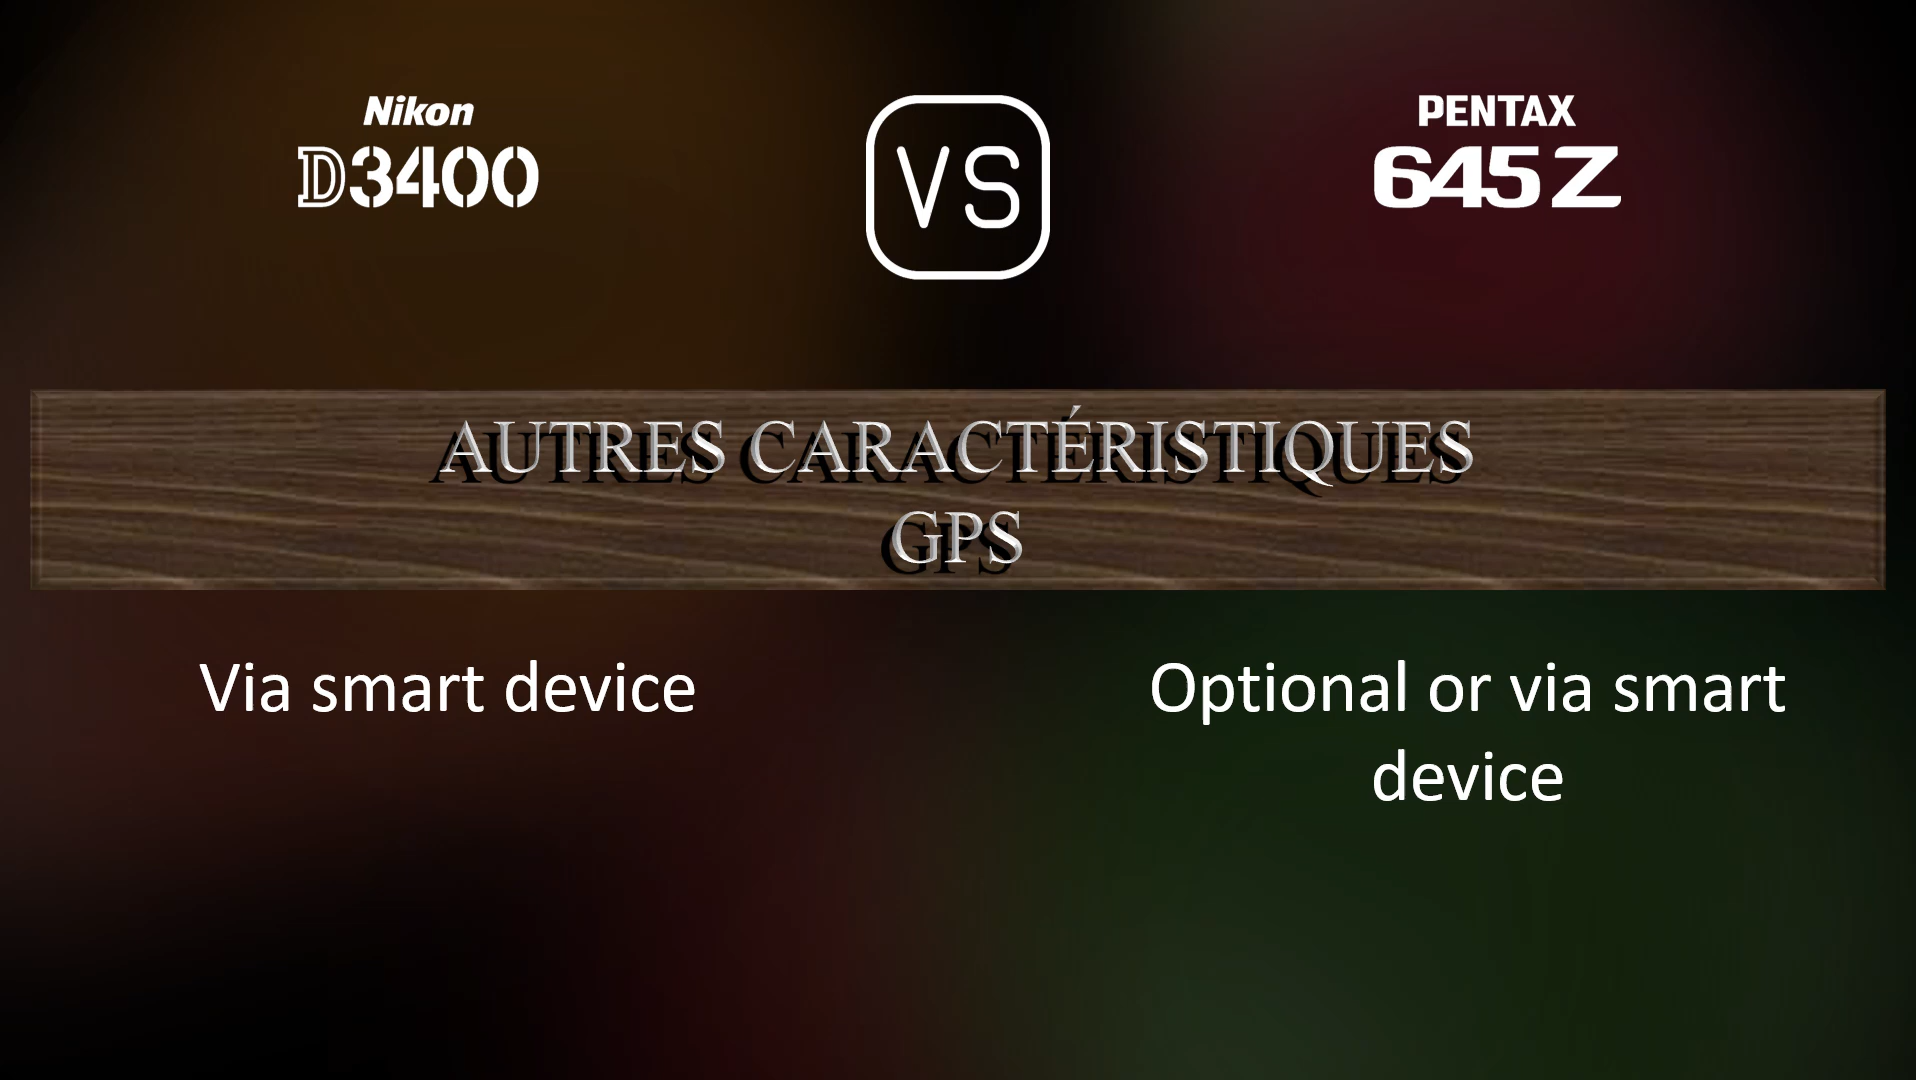 Nikon
D3400
VS
PENTAX
645Z
AUTRES CARACTÉRISTIQUES
GPS
Via smart device
Optional or via smart
device